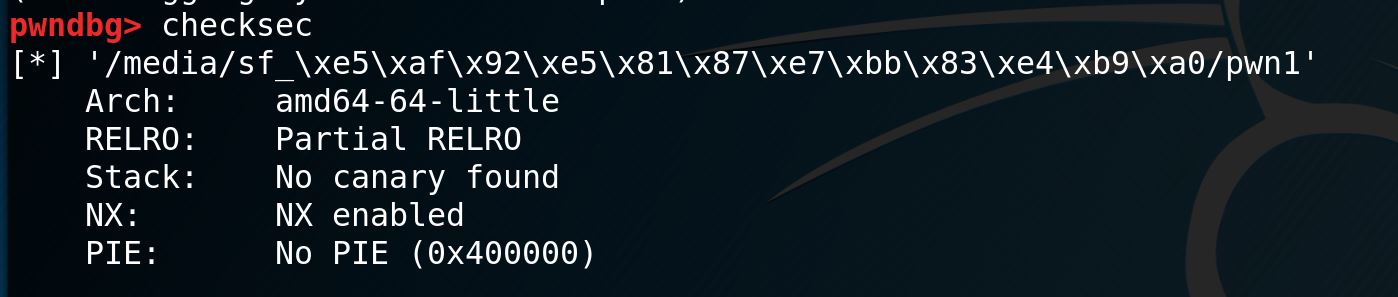 pwndbg> checksec
[*] '/media/sf_\xe5\xaf\x92\xe5\x81\x87\xe7\xbb\x83\xe4\xb9\xa0/pwn1'
    Arch:     amd64-64-little
    RELRO:    Partial RELRO
    Stack:    No canary found
    NX:       NX enabled
    PIE:      No PIE (0x400000)